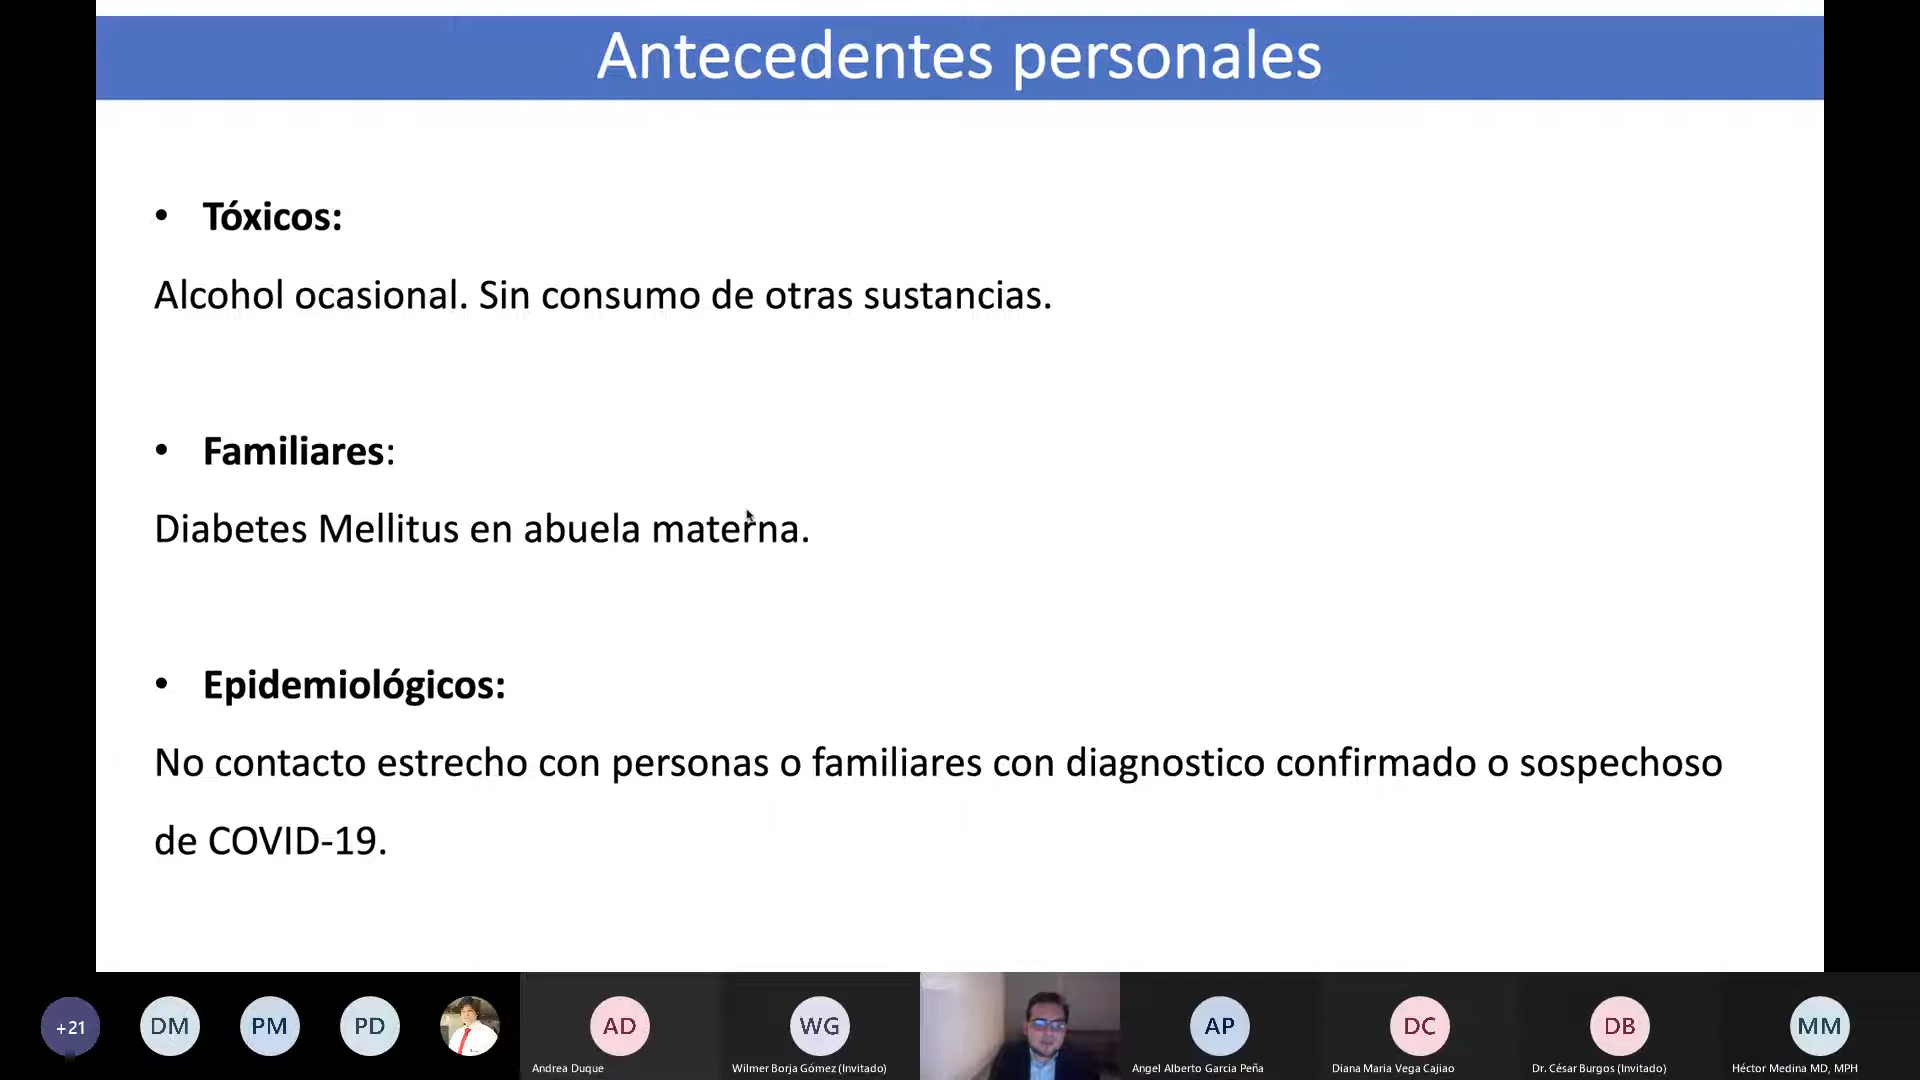 Antecedentes personales
• Tóxicos:
Alcohol ocasional. Sin consumo de otras sustancias.
• Familiares:
Diabetes Mellitus en abuela materna.
• Epidemiológicos:
No contacto estrecho con personas o familiares con diagnostico confirmado o sospechoso
de COVID-19.
+21
DM
PM
PD
AD
WG
AP
DC
DB
MM
Andrea Duque
Wilmer Borja Gómez (Invitado)
Angel Alberto Garcia Peña
Diana Maria Vega Cajiao
Dr. César Burgos (Invitado)
Héctor Medina MD, MPH